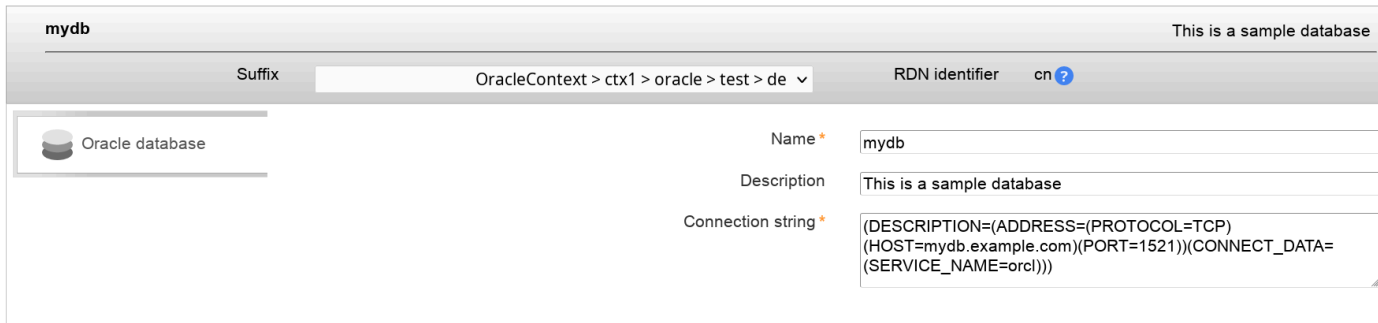 mydb
This is a sample database
Suffix
OracleContext > ctx1 > oracle > test > de
RDN identifier
cn
?
Oracle database
Name *
mydb
Description
This is a sample database
Connection string *
(DESCRIPTION=(ADDRESS=(PROTOCOL=TCP)
(HOST=mydb.example.com)(PORT=1521))(CONNECT_DATA=
(SERVICE_NAME=orcl)))